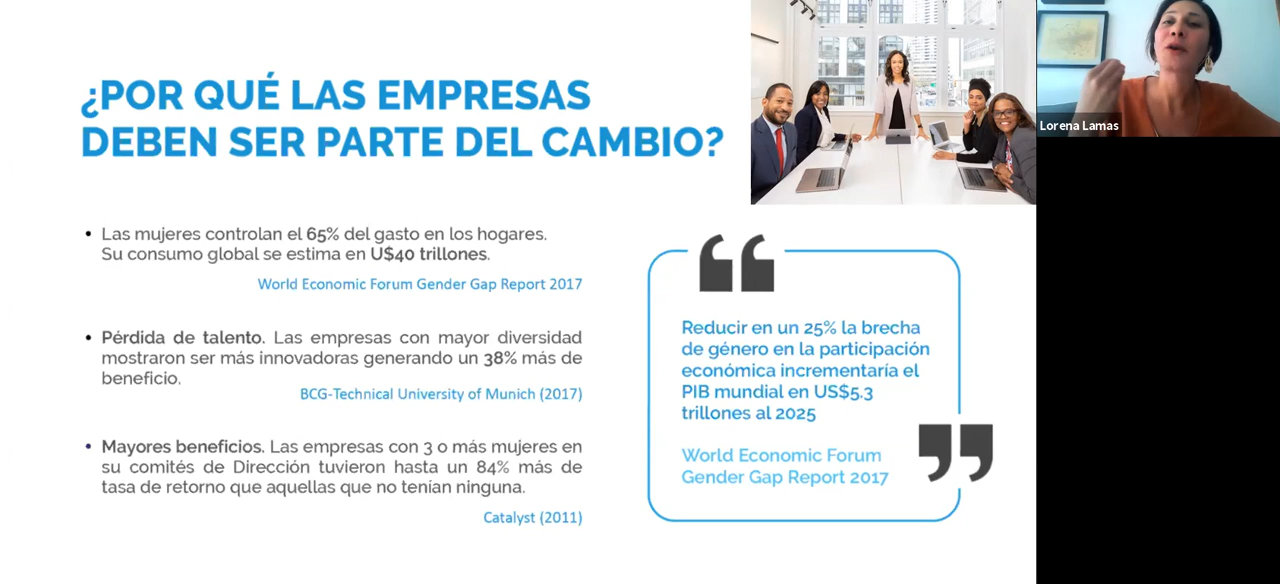 ¿POR QUÉ LAS EMPRESAS
DEBEN SER PARTE DEL CAMBIO?
Lorena Lamas
• Las mujeres controlan el 65% del gasto en los hogares.
Su consumo global se estima en U$40 trillones.
World Economic Forum Gender Gap Report 2017
• Pérdida de talento. Las empresas con mayor diversidad
mostraron ser más innovadoras generando un 38% más de
beneficio.
BCG-Technical University of Munich (2017)
• Mayores beneficios. Las empresas con 3 o más mujeres en
su comités de Dirección tuvieron hasta un 84% más de
tasa de retorno que aquellas que no tenían ninguna.
Catalyst (2011)
“
Reducir en un 25% la brecha
de género en la participación
económica incrementaría el
PIB mundial en US$5.3
trillones al 2025
”
World Economic Forum
Gender Gap Report 2017